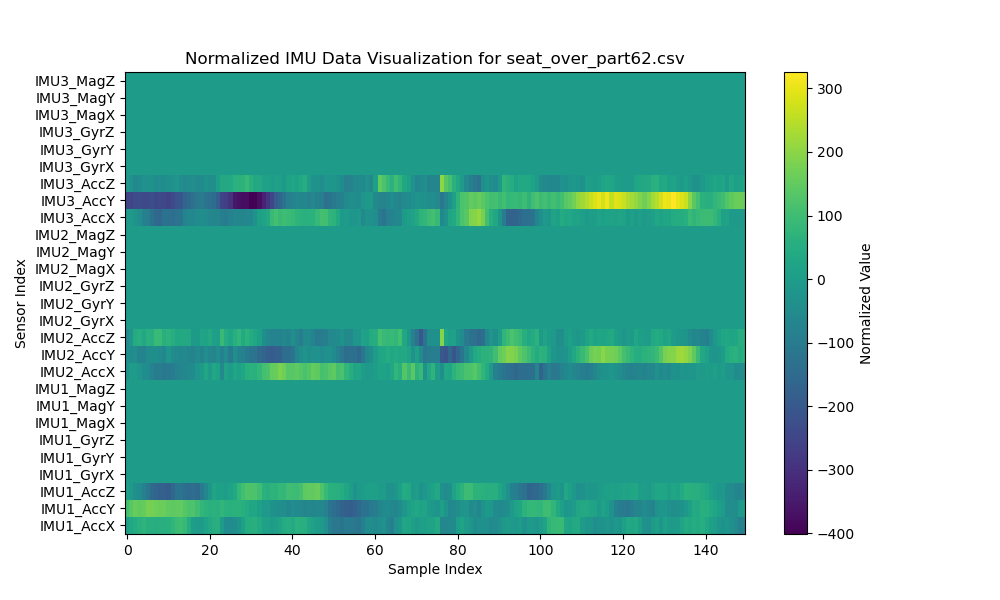 Normalized IMU Data Visualization for seat_over_part62.csv
IMU3_MagZ
IMU3_MagY
IMU3_MagX
IMU3_GyrZ
IMU3_GyrY
IMU3_GyrX
IMU3_AccZ
IMU3_AccY
IMU3_AccX
IMU2_MagZ
IMU2_MagY
IMU2_MagX
IMU2_GyrZ
IMU2_GyrY
IMU2_GyrX
IMU2_AccZ
IMU2_AccY
IMU2_AccX
IMU1_MagZ
IMU1_MagY
IMU1_MagX
IMU1_GyrZ
IMU1_GyrY
IMU1_GyrX
IMU1_AccZ
IMU1_AccY
IMU1_AccX
Sensor Index
0 20 40 60 80 100 120 140
Sample Index
300
200
100
0
−100
−200
−300
−400
Normalized Value